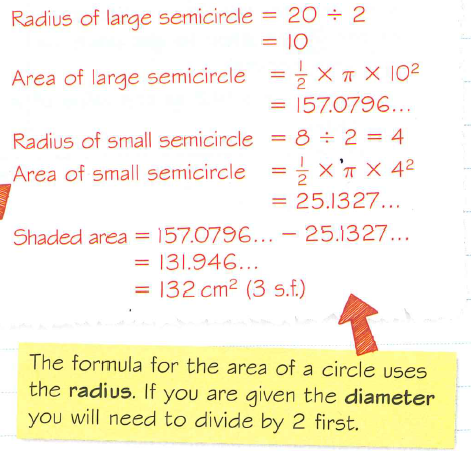 Radius of large semicircle = 20 ÷ 2
= 10
Area of large semicircle = ½ × π × 10²
= 157.0796...
Radius of small semicircle = 8 ÷ 2 = 4
Area of small semicircle = ½ × π × 4²
= 25.1327...
Shaded area = 157.0796... – 25.1327...
= 131.946...
= 132 cm² (3 s.f.)
The formula for the area of a circle uses
the radius. If you are given the diameter
you will need to divide by 2 first.